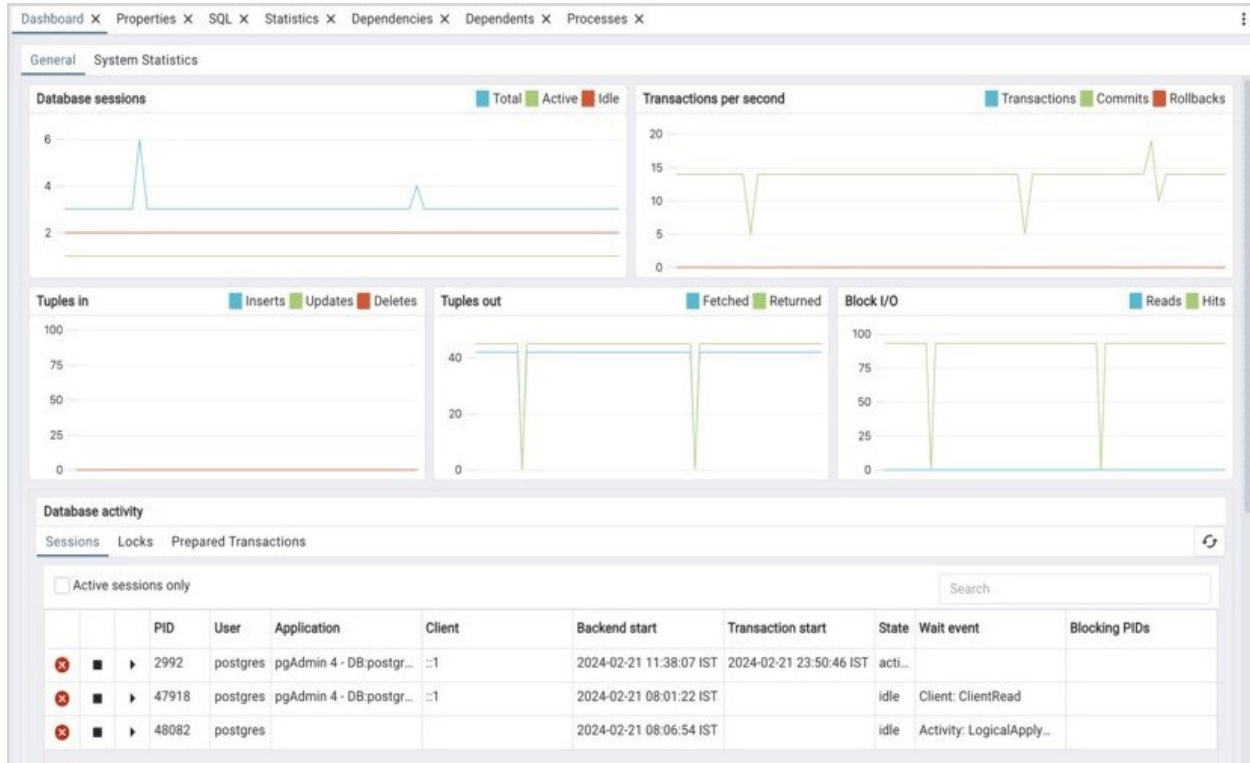 Dashboard Properties SQL Statistics Dependencies Dependents Processes
General System Statistics
Database sessions Total Active Idle
6
4
2
Transactions per second Transactions Commits Rollbacks
20
15
10
5
0
Tuples in Inserts Updates Deletes
100
75
50
25
0
Tuples out Fetched Returned
40
20
0
Block I/O Reads Hits
100
75
50
25
0
Database activity
Sessions Locks Prepared Transactions
Active sessions only Search
PID User Application Client Backend start Transaction start State Wait event Blocking PIDs
2992 postgres pgAdmin 4 - DB:postgr... ::1 2024-02-21 11:38:07 IST 2024-02-21 23:50:46 IST acti...
47918 postgres pgAdmin 4 - DB:postgr... ::1 2024-02-21 08:01:22 IST idle Client: ClientRead
48082 postgres 2024-02-21 08:06:54 IST idle Activity: LogicalApply...